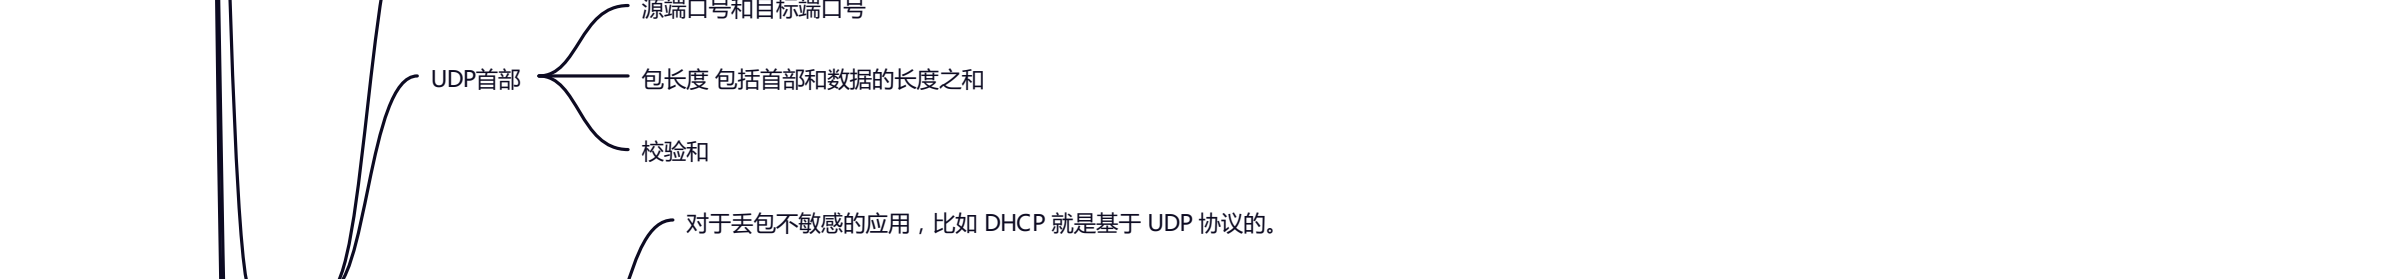 源端口号和目标端口号
UDP首部
包长度 包括首部和数据的长度之和
校验和
对于丢包不敏感的应用，比如 DHCP 就是基于 UDP 协议的。